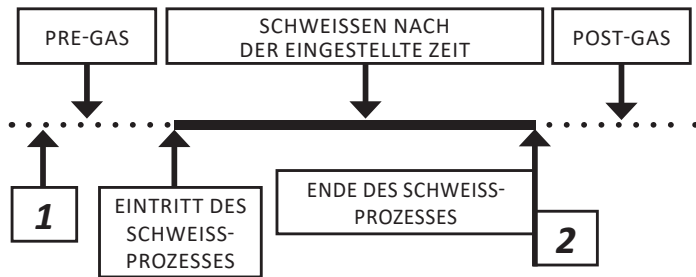 PRE-GAS
SCHWEISSEN NACH
DER EINGESTELLTE ZEIT
POST-GAS
1
EINTRITT DES
SCHWEISS-
PROZESSES
ENDE DES SCHWEISS-
PROZESSES
2